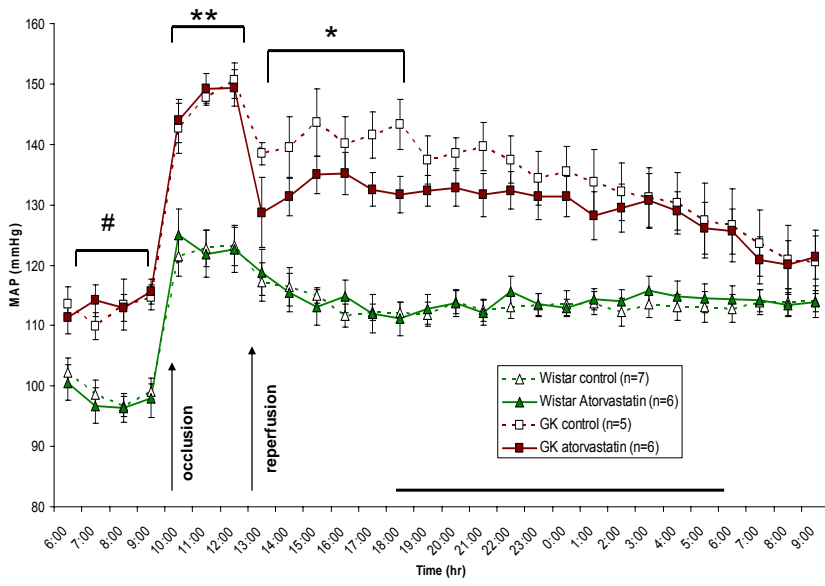 160
150
140
130
120
110
100
90
80
MAP (mmHg)
**
*
#
occlusion
reperfusion
Wistar control (n=7)
Wistar Atorvastatin (n=6)
GK control (n=5)
GK atorvastatin (n=6)
6:00 7:00 8:00 9:00 10:00 11:00 12:00 13:00 14:00 15:00 16:00 17:00 18:00 19:00 20:00 21:00 22:00 23:00 0:00 1:00 2:00 3:00 4:00 5:00 6:00 7:00 8:00 9:00
Time (hr)